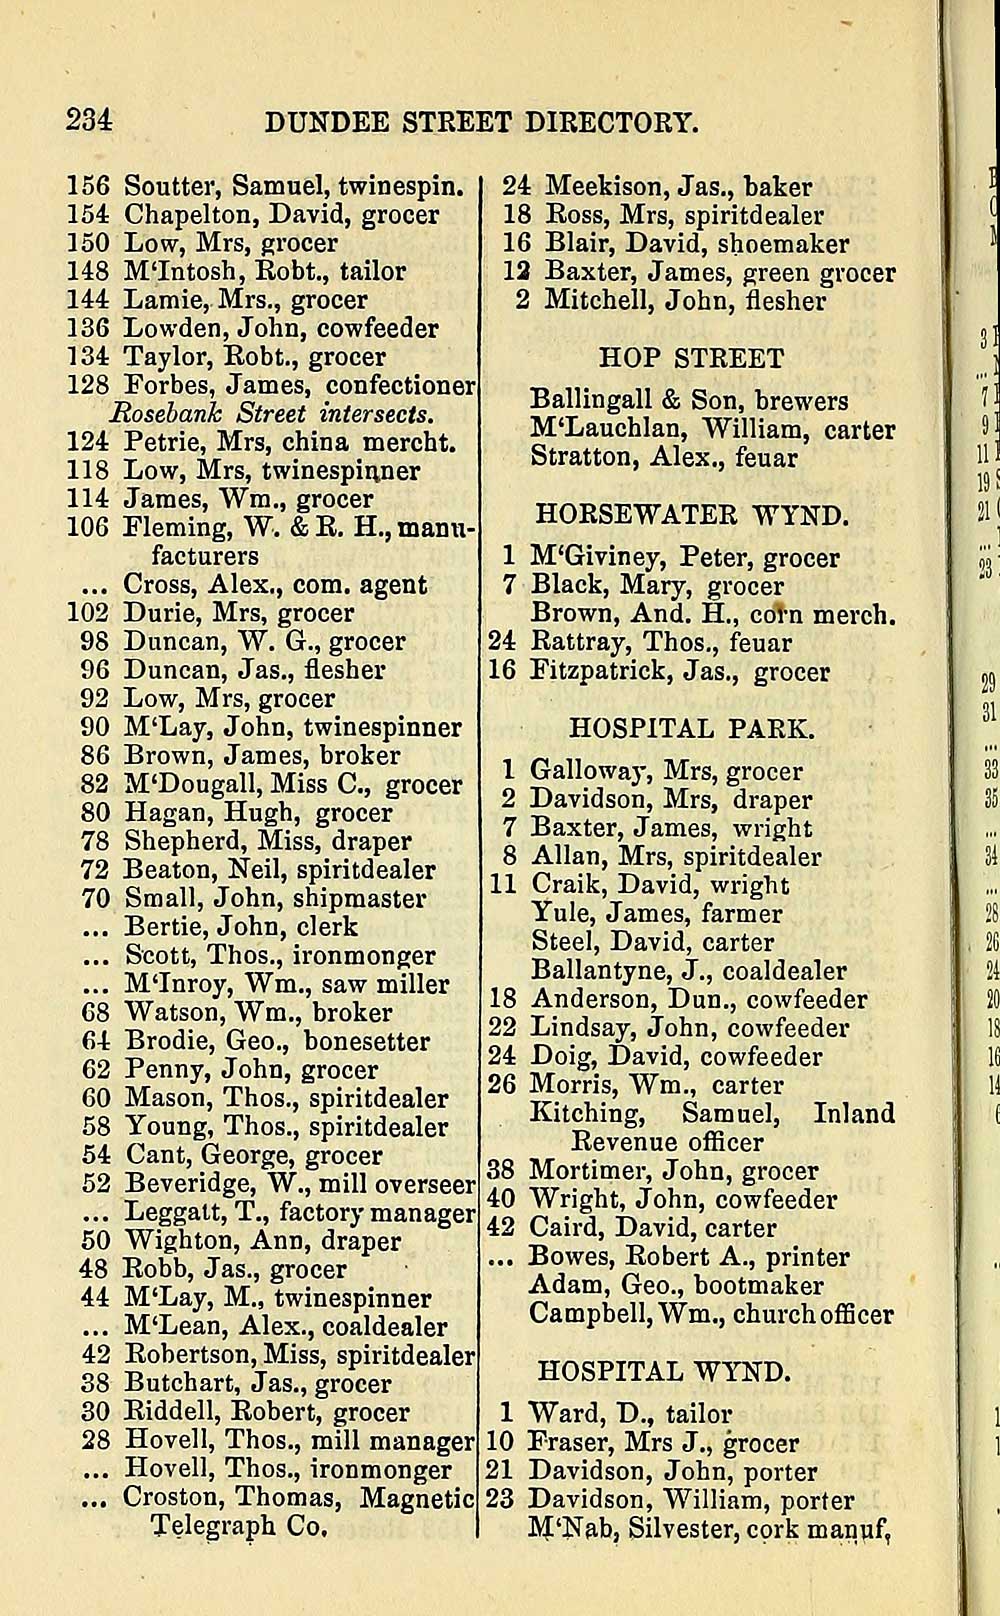 234
DUNDEE STREET DIRECTORY.
156 Soutter, Samuel, twinespin.
154 Chapelton, David, grocer
150 Low, Mrs, grocer
148 M'Intosh, Robt., tailor
144 Lamie, Mrs., grocer
136 Lowden, John, cowfeeder
134 Taylor, Robt., grocer
128 Forbes, James, confectioner
Rosebank Street intersects.
124 Petrie, Mrs, china mercht.
118 Low, Mrs, twinespinner
114 James, Wm., grocer
106 Fleming, W. & R. H., manu-
facturers
... Cross, Alex., com. agent
102 Durie, Mrs, grocer
98 Duncan, W. G., grocer
96 Duncan, Jas., flesher
92 Low, Mrs, grocer
90 M'Lay, John, twinespinner
86 Brown, James, broker
82 M'Dougall, Miss C., grocer
80 Hagan, Hugh, grocer
78 Shepherd, Miss, draper
72 Beaton, Neil, spiritdealer
70 Small, John, shipmaster
... Bertie, John, clerk
... Scott, Thos., ironmonger
... M'Inroy, Wm., saw miller
68 Watson, Wm., broker
64 Brodie, Geo., bonesetter
62 Penny, John, grocer
60 Mason, Thos., spiritdealer
58 Young, Thos., spiritdealer
54 Cant, George, grocer
52 Beveridge, W., mill overseer
... Leggatt, T., factory manager
50 Wighton, Ann, draper
48 Robb, Jas., grocer
44 M'Lay, M., twinespinner
... M'Lean, Alex., coaldealer
42 Robertson, Miss, spiritdealer
38 Butchart, Jas., grocer
30 Riddell, Robert, grocer
28 Hovell, Thos., mill manager
... Hovell, Thos., ironmonger
... Croston, Thomas, Magnetic
Telegraph Co.
24 Meekison, Jas., baker
18 Ross, Mrs, spiritdealer
16 Blair, David, shoemaker
12 Baxter, James, green grocer
2 Mitchell, John, flesher
HOP STREET
Ballingall & Son, brewers
M'Lauchlan, William, carter
Stratton, Alex., feuar
HORSEWATER WYND.
1 M'Giviney, Peter, grocer
7 Black, Mary, grocer
Brown, And. H., corn merch.
24 Rattray, Thos., feuar
16 Fitzpatrick, Jas., grocer
HOSPITAL PARK.
1 Galloway, Mrs, grocer
2 Davidson, Mrs, draper
7 Baxter, James, wright
8 Allan, Mrs, spiritdealer
11 Craik, David, wright
Yule, James, farmer
Steel, David, carter
Ballantyne, J., coaldealer
18 Anderson, Dun., cowfeeder
22 Lindsay, John, cowfeeder
24 Doig, David, cowfeeder
26 Morris, Wm., carter
Kitching, Samuel, Inland
Revenue officer
38 Mortimer, John, grocer
40 Wright, John, cowfeeder
42 Caird, David, carter
... Bowes, Robert A., printer
Adam, Geo., bootmaker
Campbell, Wm., church officer
HOSPITAL WYND.
1 Ward, D., tailor
10 Fraser, Mrs J., grocer
21 Davidson, John, porter
23 Davidson, William, porter
M'Nab, Silvester, cork manuf,